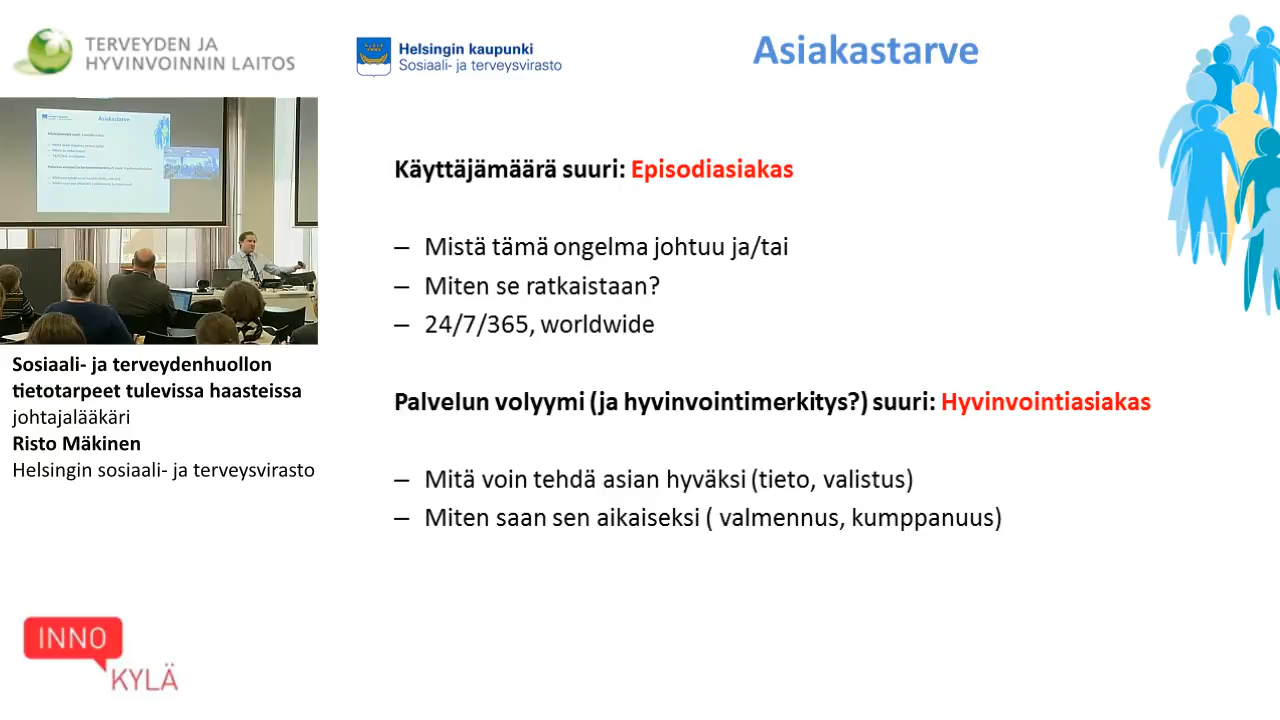 TERVEYDEN JA
HYVINVOINNIN LAITOS
Helsingin kaupunki
Sosiaali- ja terveysvirasto
Asiakastarve
Asiakastarve
Käyttäjämäärä suuri: Episodiasiakas
– Mistä tämä ongelma johtuu ja/tai
– Miten se ratkaistaan?
– 24/7/365, worldwide
Palvelun volyymi (ja hyvinvointimerkitys?) suuri: Hyvinvointiasiakas
– Mitä voin tehdä asian hyväksi (tieto, valistus)
– Miten saan sen aikaiseksi ( valmennus, kumppanuus)
Sosiaali- ja terveydenhuollon
tietotarpeet tulevissa haasteissa
johtajalääkäri
Risto Mäkinen
Helsingin sosiaali- ja terveysvirasto
INNO
KYLÄ